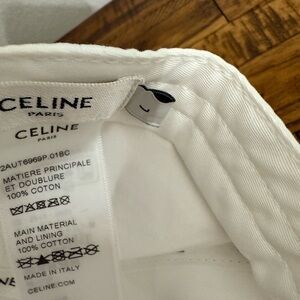 CELINE
PARIS
CELINE
PARIS
2AUT6969P.01BC
MATIERE PRINCIPALE
ET DOUBLURE
100% COTON
MAIN MATERIAL
AND LINING
100% COTTON
MADE IN ITALY
CELINE.COM